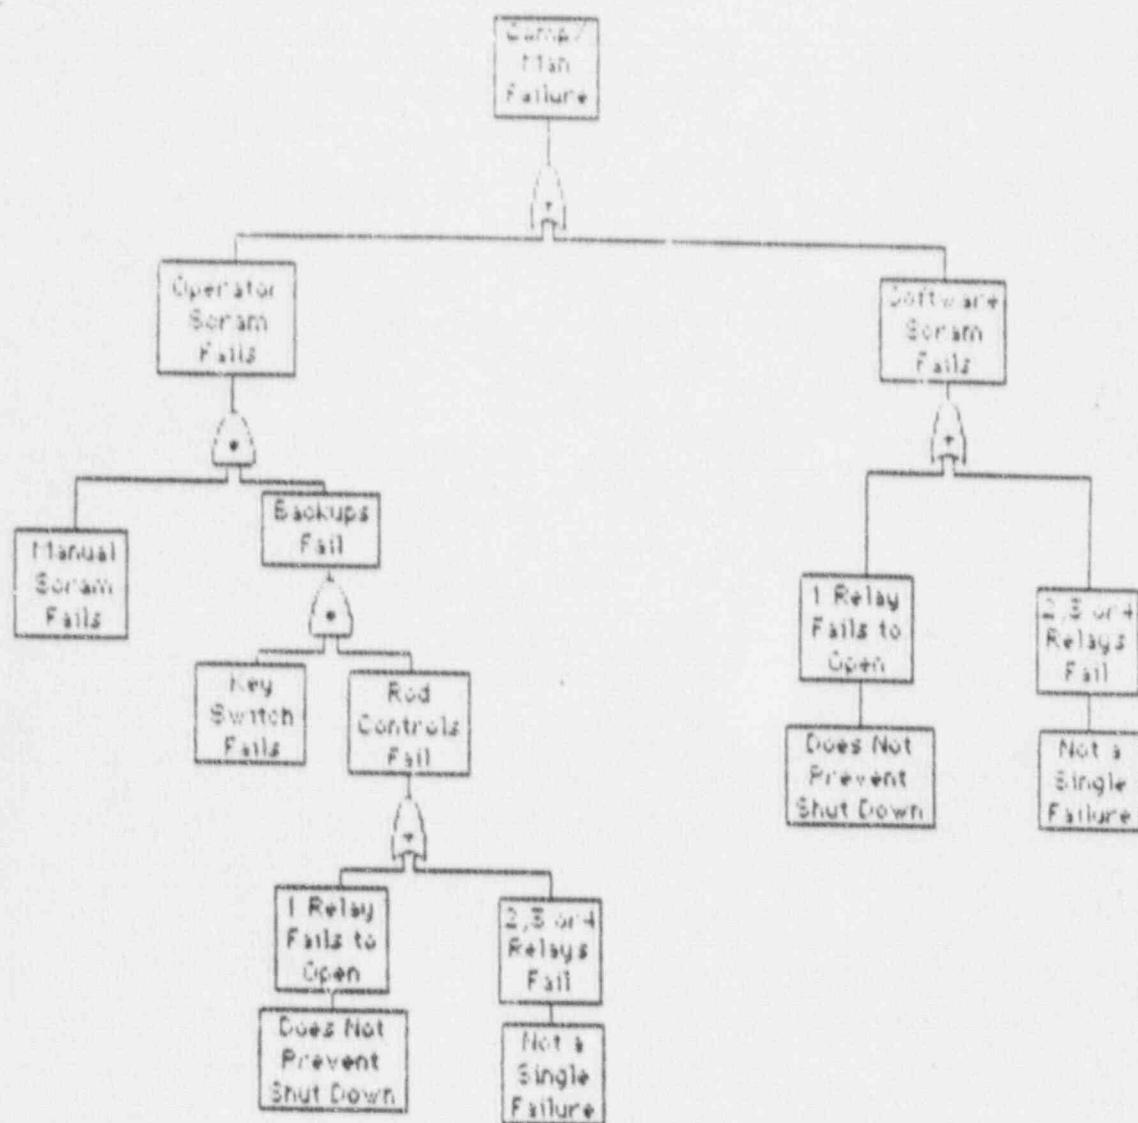 Comp/
Man
Failure
Operator
Scram
Fails
Software
Scram
Fails
Manual
Scram
Fails
Backups
Fail
1 Relay
Fails to
Open
2,3 or 4
Relays
Fail
Key
Switch
Fails
Rod
Controls
Fail
Does Not
Prevent
Shut Down
Not a
Single
Failure
1 Relay
Fails to
Open
2,3 or 4
Relays
Fail
Does Not
Prevent
Shut Down
Not a
Single
Failure